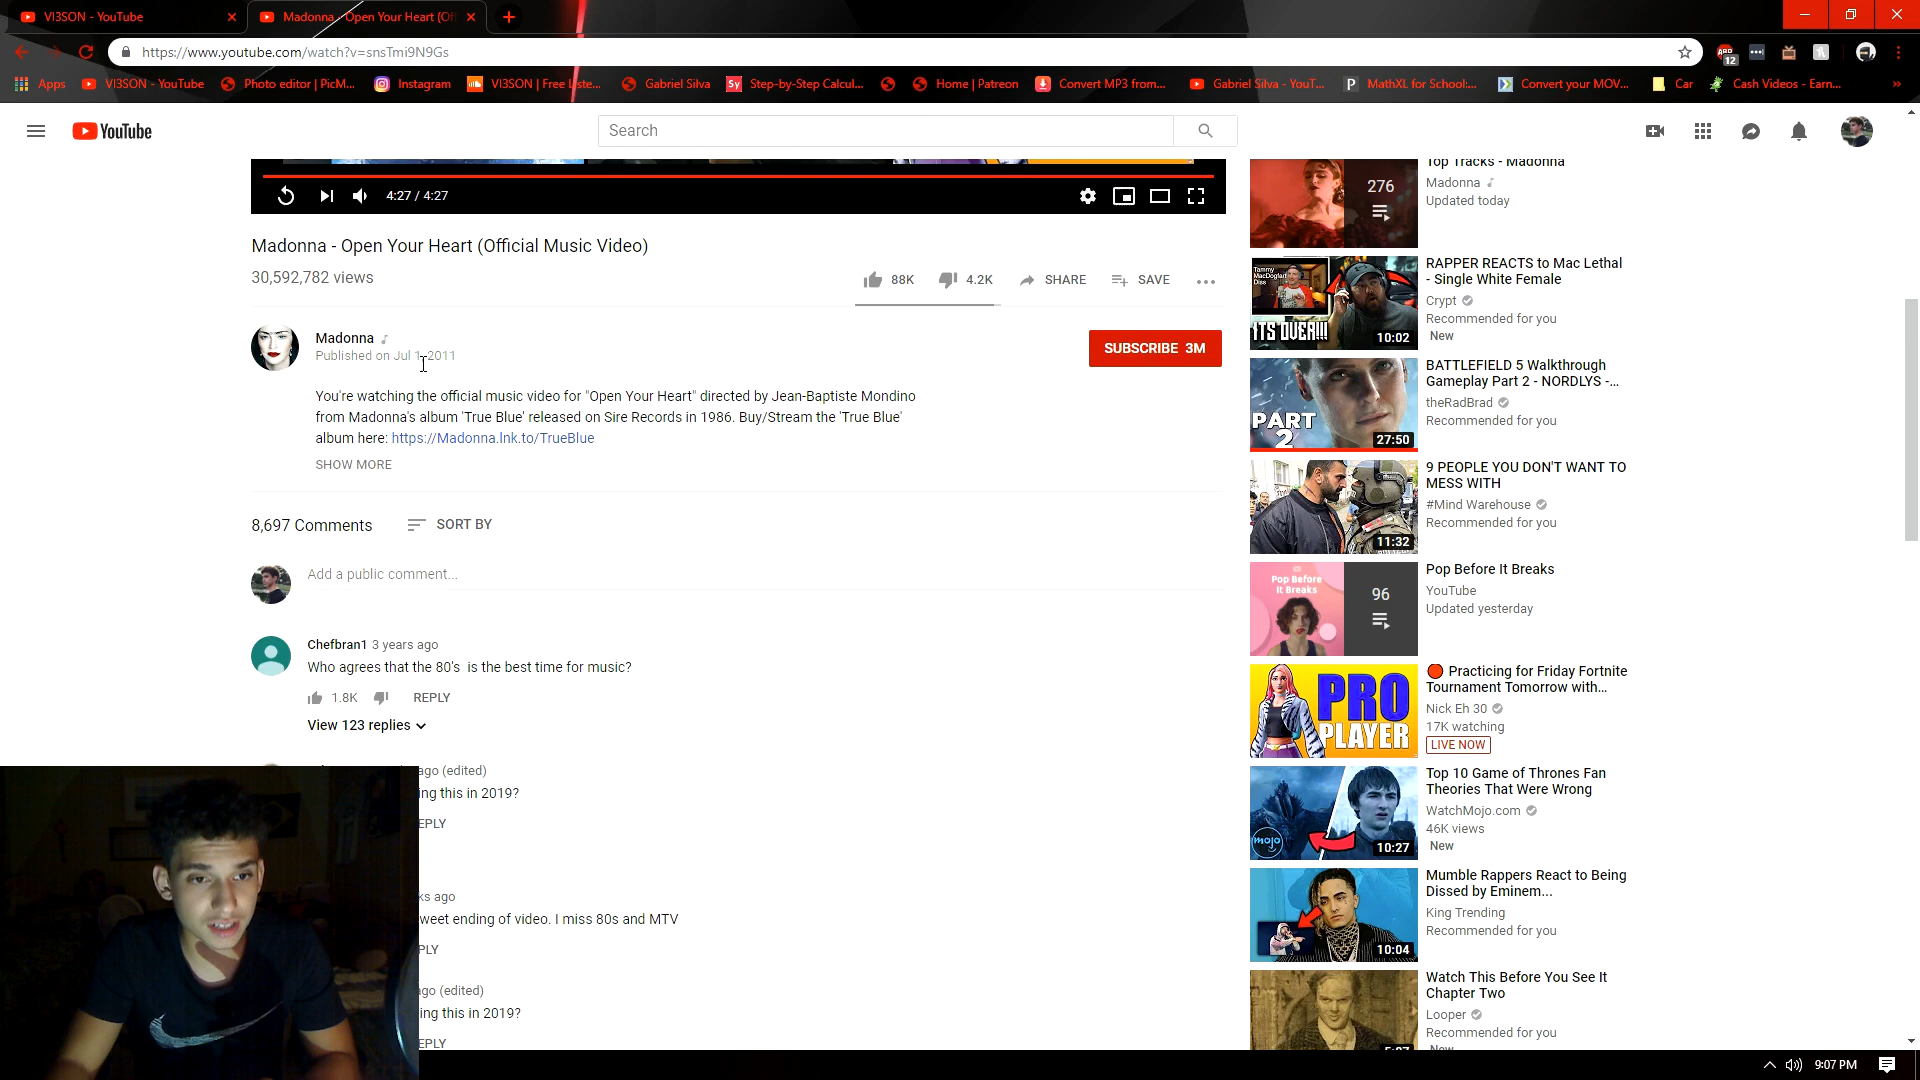 VI3SON - YouTube
Madonna - Open Your Heart (Of
https://www.youtube.com/watch?v=snsTmi9N9Gs
12
Apps
VI3SON - YouTube
Photo editor | PicM...
Instagram
VI3SON | Free Liste...
Gabriel Silva
Sy
Step-by-Step Calcul...
Home | Patreon
Convert MP3 from...
Gabriel Silva - YouT...
P
MathXL for School:...
Convert your MOV...
Car
Cash Videos - Earn...
YouTube
Search
4:27 / 4:27
Madonna - Open Your Heart (Official Music Video)
30,592,782 views
88K
4.2K
SHARE
SAVE
Madonna
Published on Jul 1, 2011
SUBSCRIBE 3M
You're watching the official music video for "Open Your Heart" directed by Jean-Baptiste Mondino
from Madonna's album 'True Blue' released on Sire Records in 1986. Buy/Stream the 'True Blue'
album here: https://Madonna.lnk.to/TrueBlue
SHOW MORE
8,697 Comments
SORT BY
Add a public comment...
Chefbran1 3 years ago
Who agrees that the 80's is the best time for music?
1.8K
REPLY
View 123 replies
ago (edited)
ing this in 2019?
EPLY
ks ago
weet ending of video. I miss 80s and MTV
PLY
ago (edited)
ing this in 2019?
EPLY
Top Tracks - Madonna
276
Madonna
Updated today
Tammy
MacDogfart
Diss
ITS OVER!!!
10:02
RAPPER REACTS to Mac Lethal
- Single White Female
Crypt
Recommended for you
New
PART
2
27:50
BATTLEFIELD 5 Walkthrough
Gameplay Part 2 - NORDLYS -...
theRadBrad
Recommended for you
11:32
9 PEOPLE YOU DON'T WANT TO
MESS WITH
#Mind Warehouse
Recommended for you
Pop Before
It Breaks
96
Pop Before It Breaks
YouTube
Updated yesterday
PRO
PLAYER
Practicing for Friday Fortnite
Tournament Tomorrow with...
Nick Eh 30
17K watching
LIVE NOW
mojo
10:27
Top 10 Game of Thrones Fan
Theories That Were Wrong
WatchMojo.com
46K views
New
10:04
Mumble Rappers React to Being
Dissed by Eminem...
King Trending
Recommended for you
Watch This Before You See It
Chapter Two
Looper
Recommended for you
New
9:07 PM